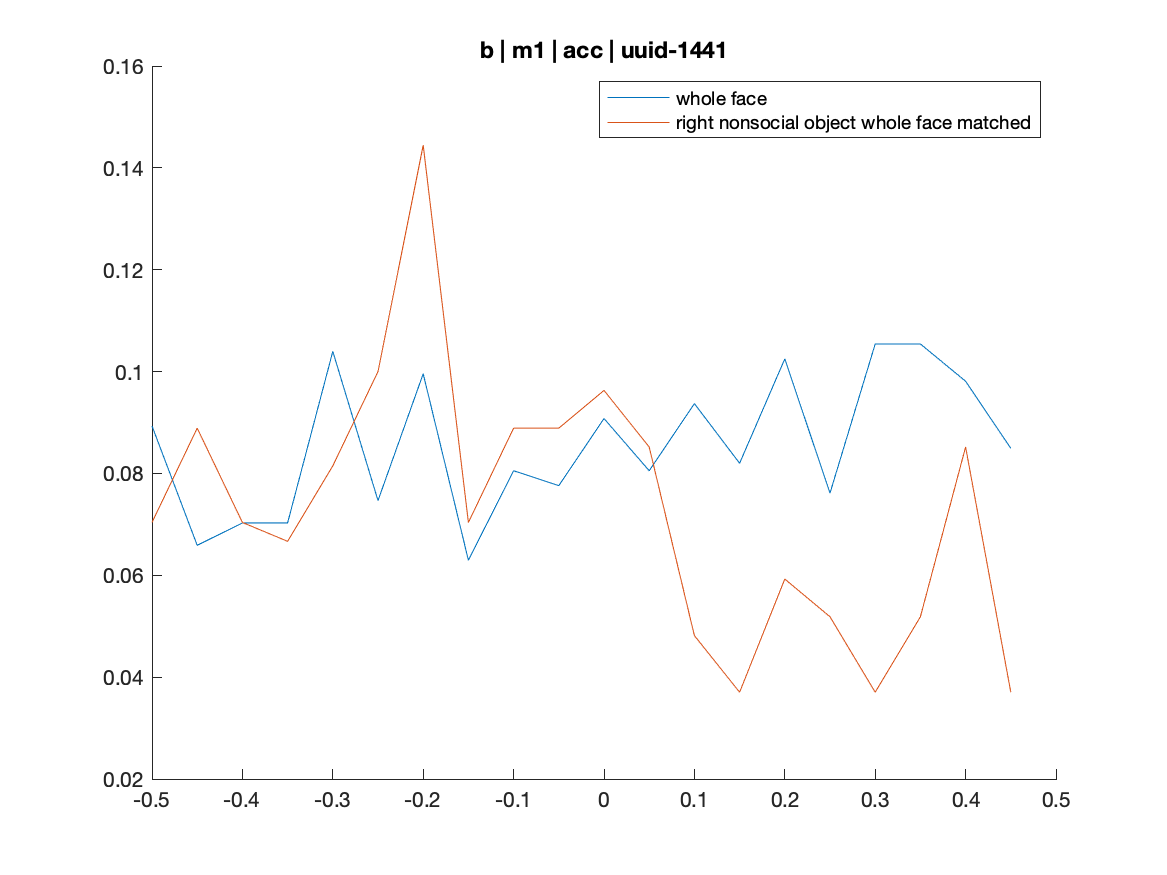 b | m1 | acc | uuid-1441
whole face
right nonsocial object whole face matched
0.16
0.14
0.12
0.1
0.08
0.06
0.04
0.02
-0.5 -0.4 -0.3 -0.2 -0.1 0 0.1 0.2 0.3 0.4 0.5